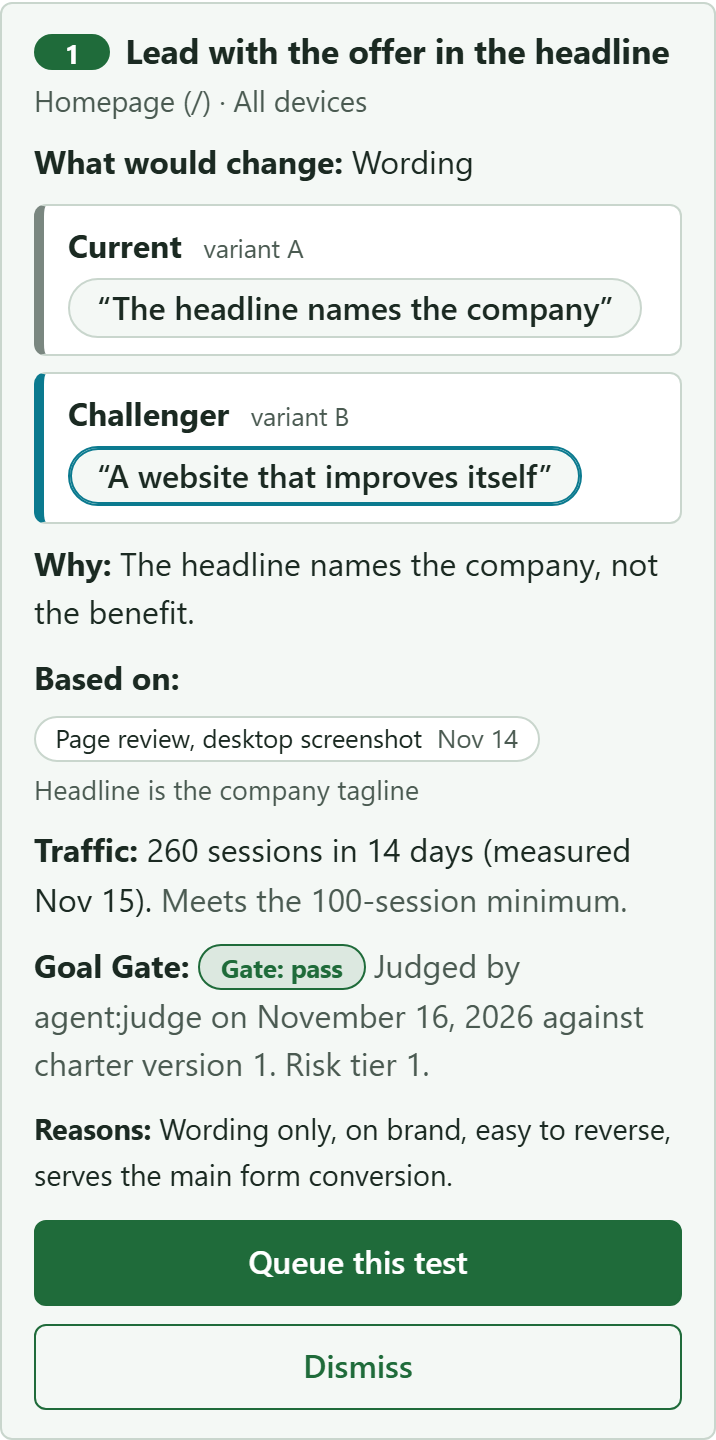 1 Lead with the offer in the headline
Homepage (/) · All devices
What would change: Wording
Current variant A
“The headline names the company”
Challenger variant B
“A website that improves itself”
Why: The headline names the company, not
the benefit.
Based on:
Page review, desktop screenshot Nov 14
Headline is the company tagline
Traffic: 260 sessions in 14 days (measured
Nov 15). Meets the 100-session minimum.
Goal Gate: Gate: pass Judged by
agent:judge on November 16, 2026 against
charter version 1. Risk tier 1.
Reasons: Wording only, on brand, easy to reverse,
serves the main form conversion.
Queue this test
Dismiss